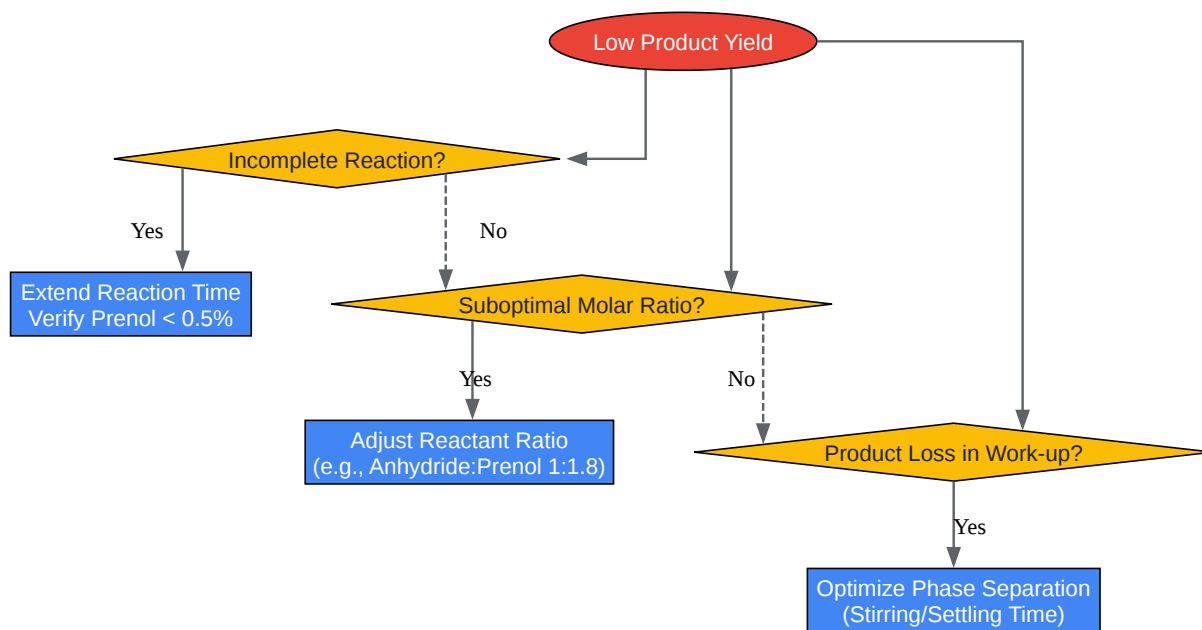 Low Product Yield
Incomplete Reaction?
Yes
No
Extend Reaction Time
Verify Prenol < 0.5%
Suboptimal Molar Ratio?
Yes
No
Adjust Reactant Ratio
(e.g., Anhydride:Prenol 1:1.8)
Product Loss in Work-up?
Yes
Optimize Phase Separation
(Stirring/Settling Time)